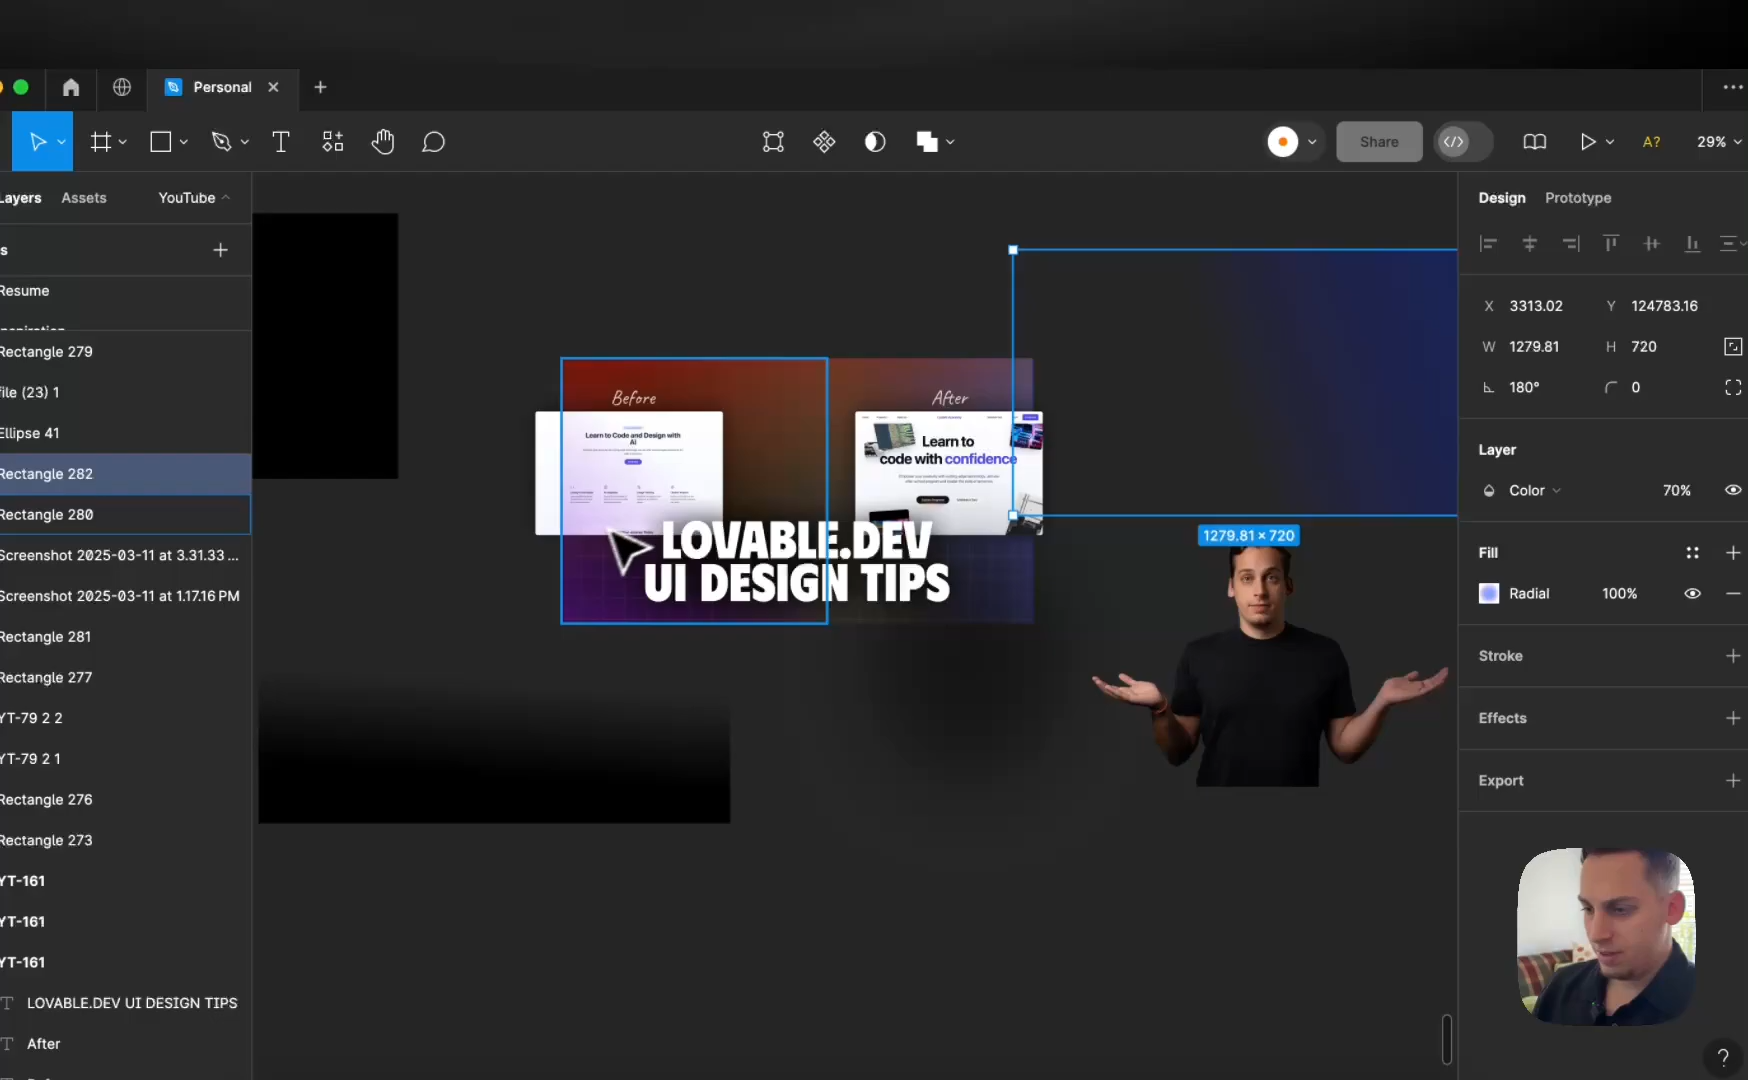 Personal
Share
A?
29%
Layers
Assets
YouTube
s
Resume
Rectangle 279
file (23) 1
Ellipse 41
Rectangle 282
Rectangle 280
Screenshot 2025-03-11 at 3.31.33 ...
Screenshot 2025-03-11 at 1.17.16 PM
Rectangle 281
Rectangle 277
YT-79 2 2
YT-79 2 1
Rectangle 276
Rectangle 273
YT-161
YT-161
YT-161
LOVABLE.DEV UI DESIGN TIPS
After
Before
After
Learn to Code and Design with
AI
Learn to
code with confidence
LOVABLE.DEV
UI DESIGN TIPS
1279.81 × 720
Design
Prototype
X 3313.02
Y 124783.16
W 1279.81
H 720
180°
0
Layer
Color
70%
Fill
Radial
100%
Stroke
Effects
Export
?